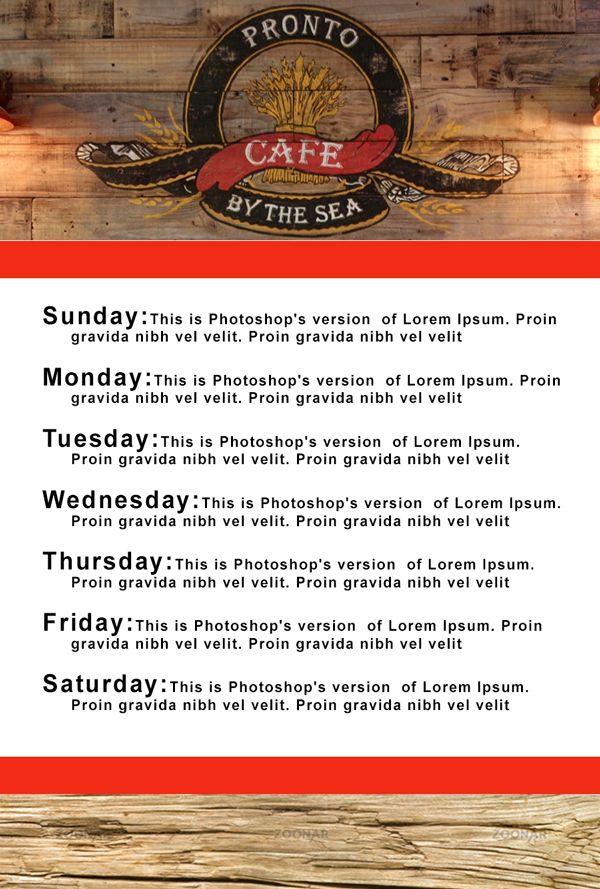 PRONTO
CAFE
BY THE SEA
Sunday:This is Photoshop's version  of Lorem Ipsum. Proin
gravida nibh vel velit. Proin gravida nibh vel velit
Monday:This is Photoshop's version  of Lorem Ipsum. Proin
gravida nibh vel velit. Proin gravida nibh vel velit
Tuesday:This is Photoshop's version  of Lorem Ipsum.
Proin gravida nibh vel velit. Proin gravida nibh vel velit
Wednesday:This is Photoshop's version  of Lorem Ipsum.
Proin gravida nibh vel velit. Proin gravida nibh vel velit
Thursday:This is Photoshop's version  of Lorem Ipsum.
Proin gravida nibh vel velit. Proin gravida nibh vel velit
Friday:This is Photoshop's version  of Lorem Ipsum. Proin
gravida nibh vel velit. Proin gravida nibh vel velit
Saturday:This is Photoshop's version  of Lorem Ipsum.
Proin gravida nibh vel velit. Proin gravida nibh vel velit
ZOONAR ZOONAR ZOONAR